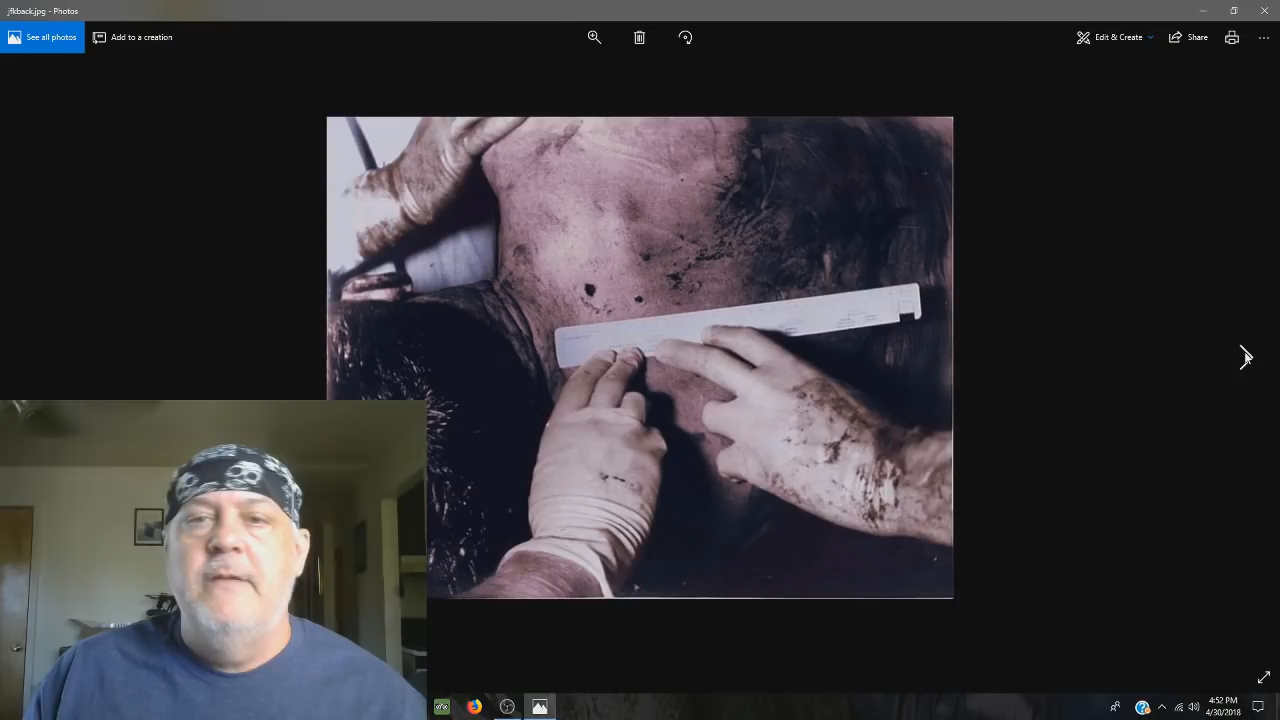 jfkback.jpg - Photos
See all photos
Add to a creation
Edit & Create
Share
4:52 PM
4/30/2018